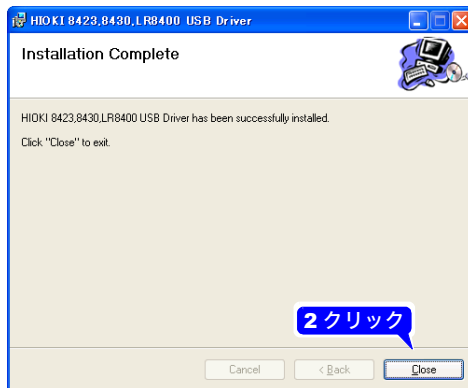 HIOKI 8423,8430,LR8400 USB Driver
Installation Complete
HIOKI 8423,8430,LR8400 USB Driver has been successfully installed.
Click "Close" to exit.
2 クリック
Cancel
< Back
Close